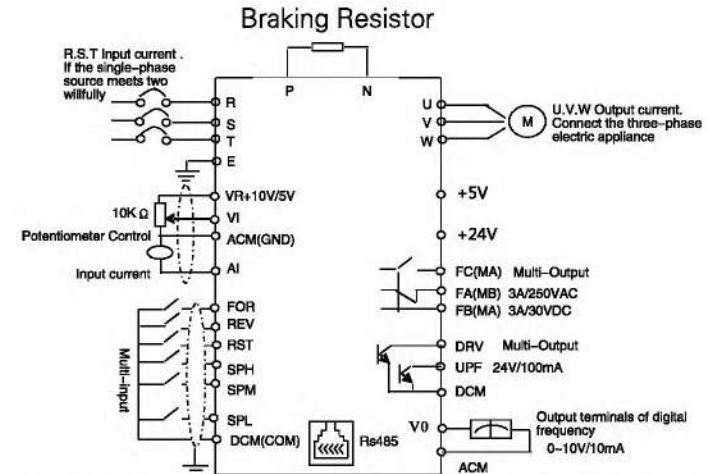 Braking Resistor
R.S.T Input current .
If the single-phase
source meets two
willfully
P
N
R
S
T
E
U
V
W
M
U.V.W Output current.
Connect the three-phase
electric appliance
VR+10V/5V
10KΩ
VI
Potentiometer Control
ACM(GND)
Input current
AI
+5V
+24V
FC(MA) Multi-Output
FA(MB) 3A/250VAC
FB(MA) 3A/30VDC
FOR
REV
RST
SPH
SPM
SPL
DCM(COM)
Multi-input
DRV Multi-Output
UPF 24V/100mA
DCM
Rs485
V0
Output terminals of digital
frequency
0~10V/10mA
ACM